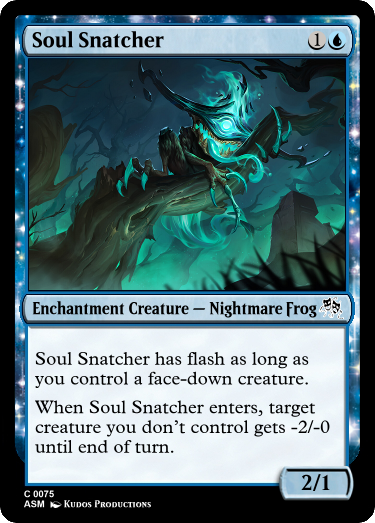 Soul Snatcher 1
Enchantment Creature — Nightmare Frog
Soul Snatcher has flash as long as
you control a face-down creature.
When Soul Snatcher enters, target
creature you don't control gets -2/-0
until end of turn.
2/1
C 0075
ASM Kudos Productions